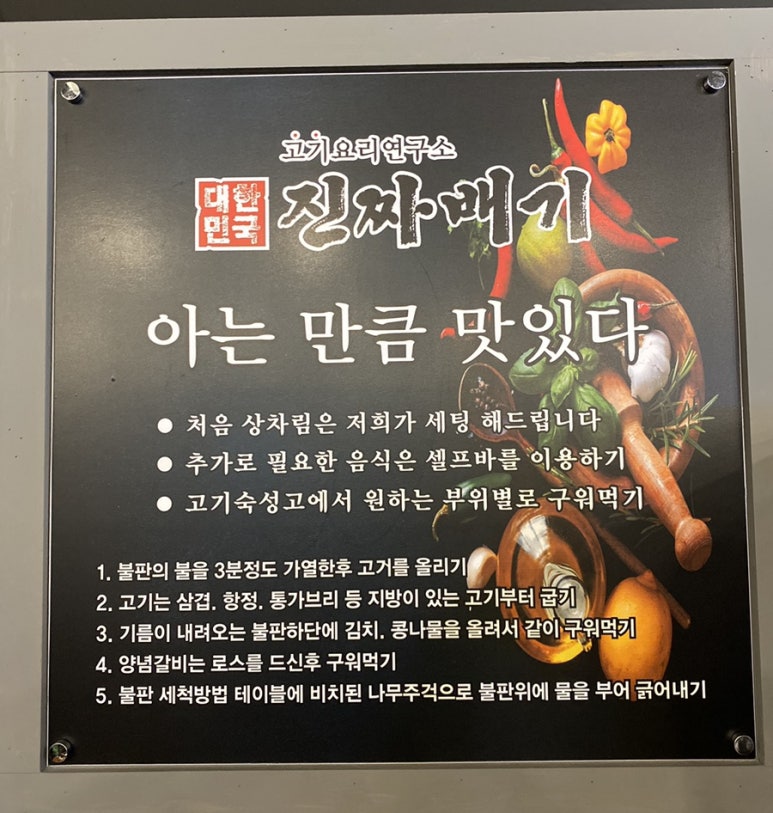 고기요리연구소
대한민국 진짜배기
아는 만큼 맛있다
● 처음 상차림은 저희가 세팅 해드립니다
● 추가로 필요한 음식은 셀프바를 이용하기
● 고기숙성고에서 원하는 부위별로 구워먹기
1. 불판의 불을 3분정도 가열한후 고거를 올리기
2. 고기는 삼겹. 항정. 통가브리 등 지방이 있는 고기부터 굽기
3. 기름이 내려오는 불판하단에 김치. 콩나물을 올려서 같이 구워먹기
4. 양념갈비는 로스를 드신후 구워먹기
5. 불판 세척방법 테이블에 비치된 나무주걱으로 불판위에 물을 부어 긁어내기